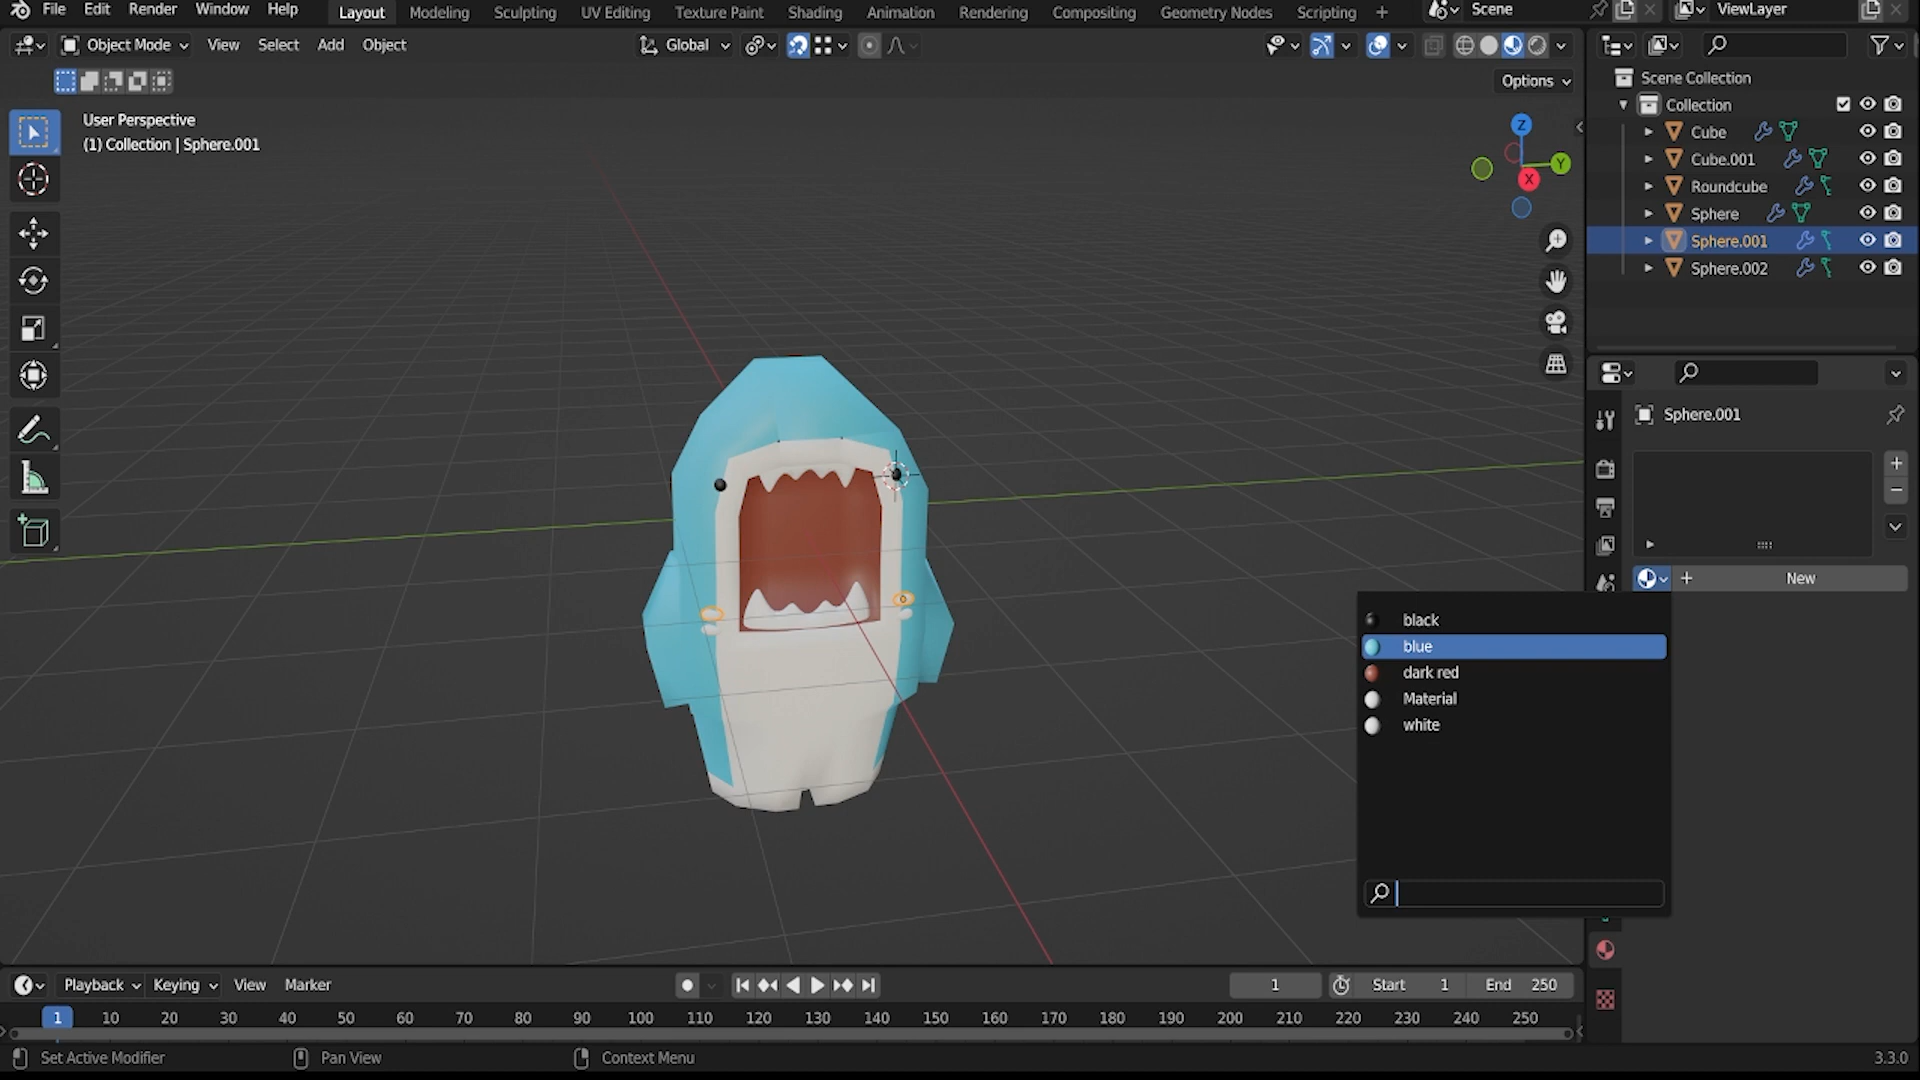 File Edit Render Window Help Layout Modeling Sculpting UV Editing Texture Paint Shading Animation Rendering Compositing Geometry Nodes Scripting + Scene ViewLayer
Object Mode View Select Add Object Global
Options
User Perspective
(1) Collection | Sphere.001
Z
Y
X
Scene Collection
Collection
Cube
Cube.001
Roundcube
Sphere
Sphere.001
Sphere.002
Sphere.001
New
black
blue
dark red
Material
white
Playback Keying View Marker 1 Start 1 End 250
1 10 20 30 40 50 60 70 80 90 100 110 120 130 140 150 160 170 180 190 200 210 220 230 240 250
Set Active Modifier Pan View Context Menu 3.3.0